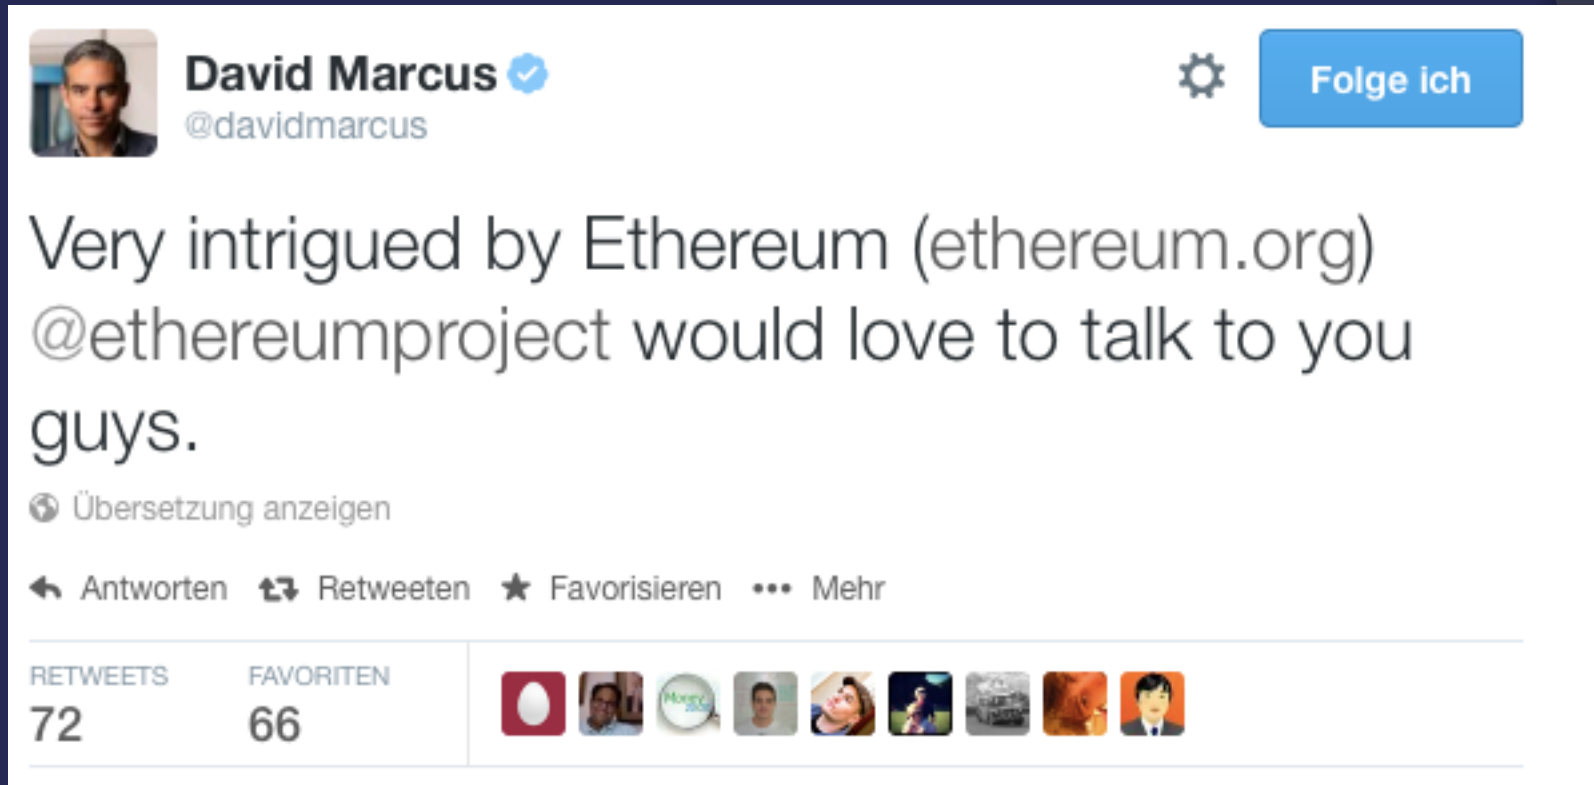 David Marcus
@davidmarcus
Folge ich
Very intrigued by Ethereum (ethereum.org)
@ethereumproject would love to talk to you
guys.
Übersetzung anzeigen
Antworten Retweeten Favorisieren Mehr
RETWEETS FAVORITEN
72 66
Money